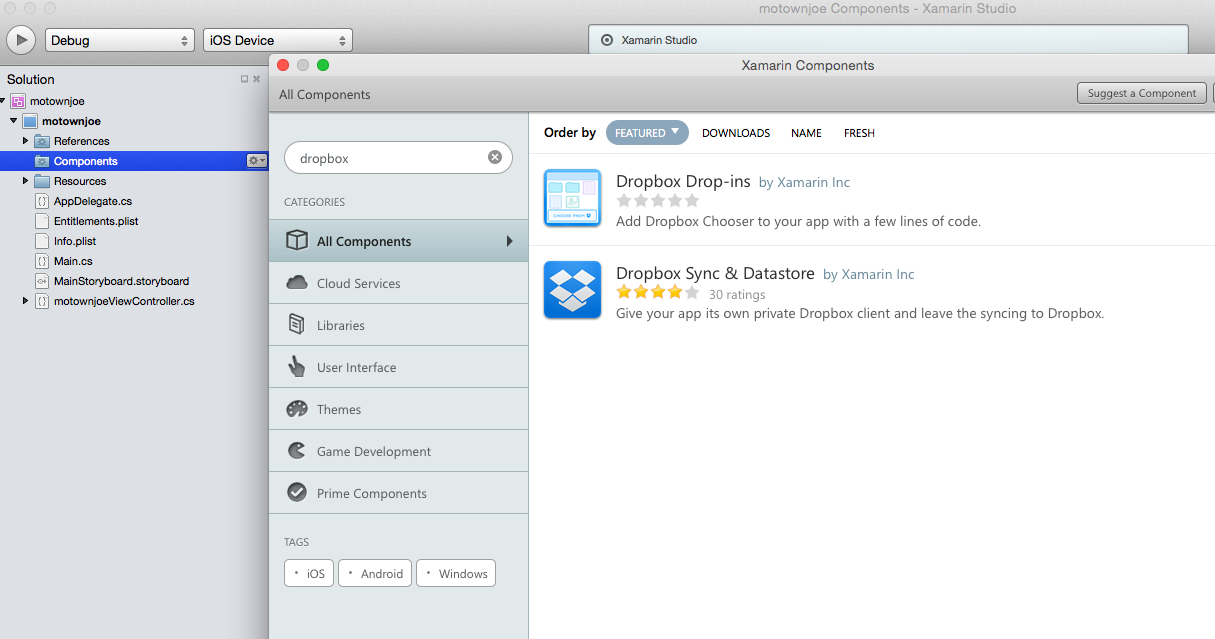 motownjoe Components - Xamarin Studio
Debug
iOS Device
Xamarin Studio
Solution
motownjoe
motownjoe
References
Components
Resources
AppDelegate.cs
Entitlements.plist
Info.plist
Main.cs
MainStoryboard.storyboard
motownjoeViewController.cs
Xamarin Components
All Components
Suggest a Component
dropbox
CATEGORIES
All Components
Cloud Services
Libraries
User Interface
Themes
Game Development
Prime Components
TAGS
• iOS • Android • Windows
Order by FEATURED ▼ DOWNLOADS NAME FRESH
Dropbox Drop-ins by Xamarin Inc
Add Dropbox Chooser to your app with a few lines of code.
Dropbox Sync & Datastore by Xamarin Inc
30 ratings
Give your app its own private Dropbox client and leave the syncing to Dropbox.